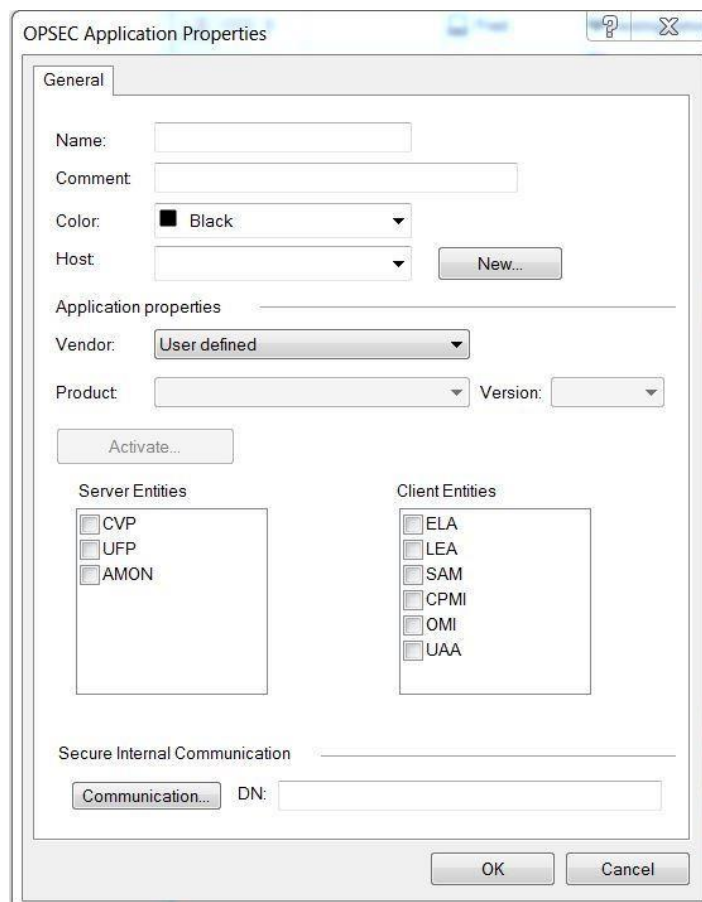 OPSEC Application Properties
General
Name:
Comment:
Color: Black
Host:
New...
Application properties
Vendor: User defined
Product: Version:
Activate...
Server Entities
CVP
UFP
AMON
Client Entities
ELA
LEA
SAM
CPMI
OMI
UAA
Secure Internal Communication
Communication... DN:
OK Cancel